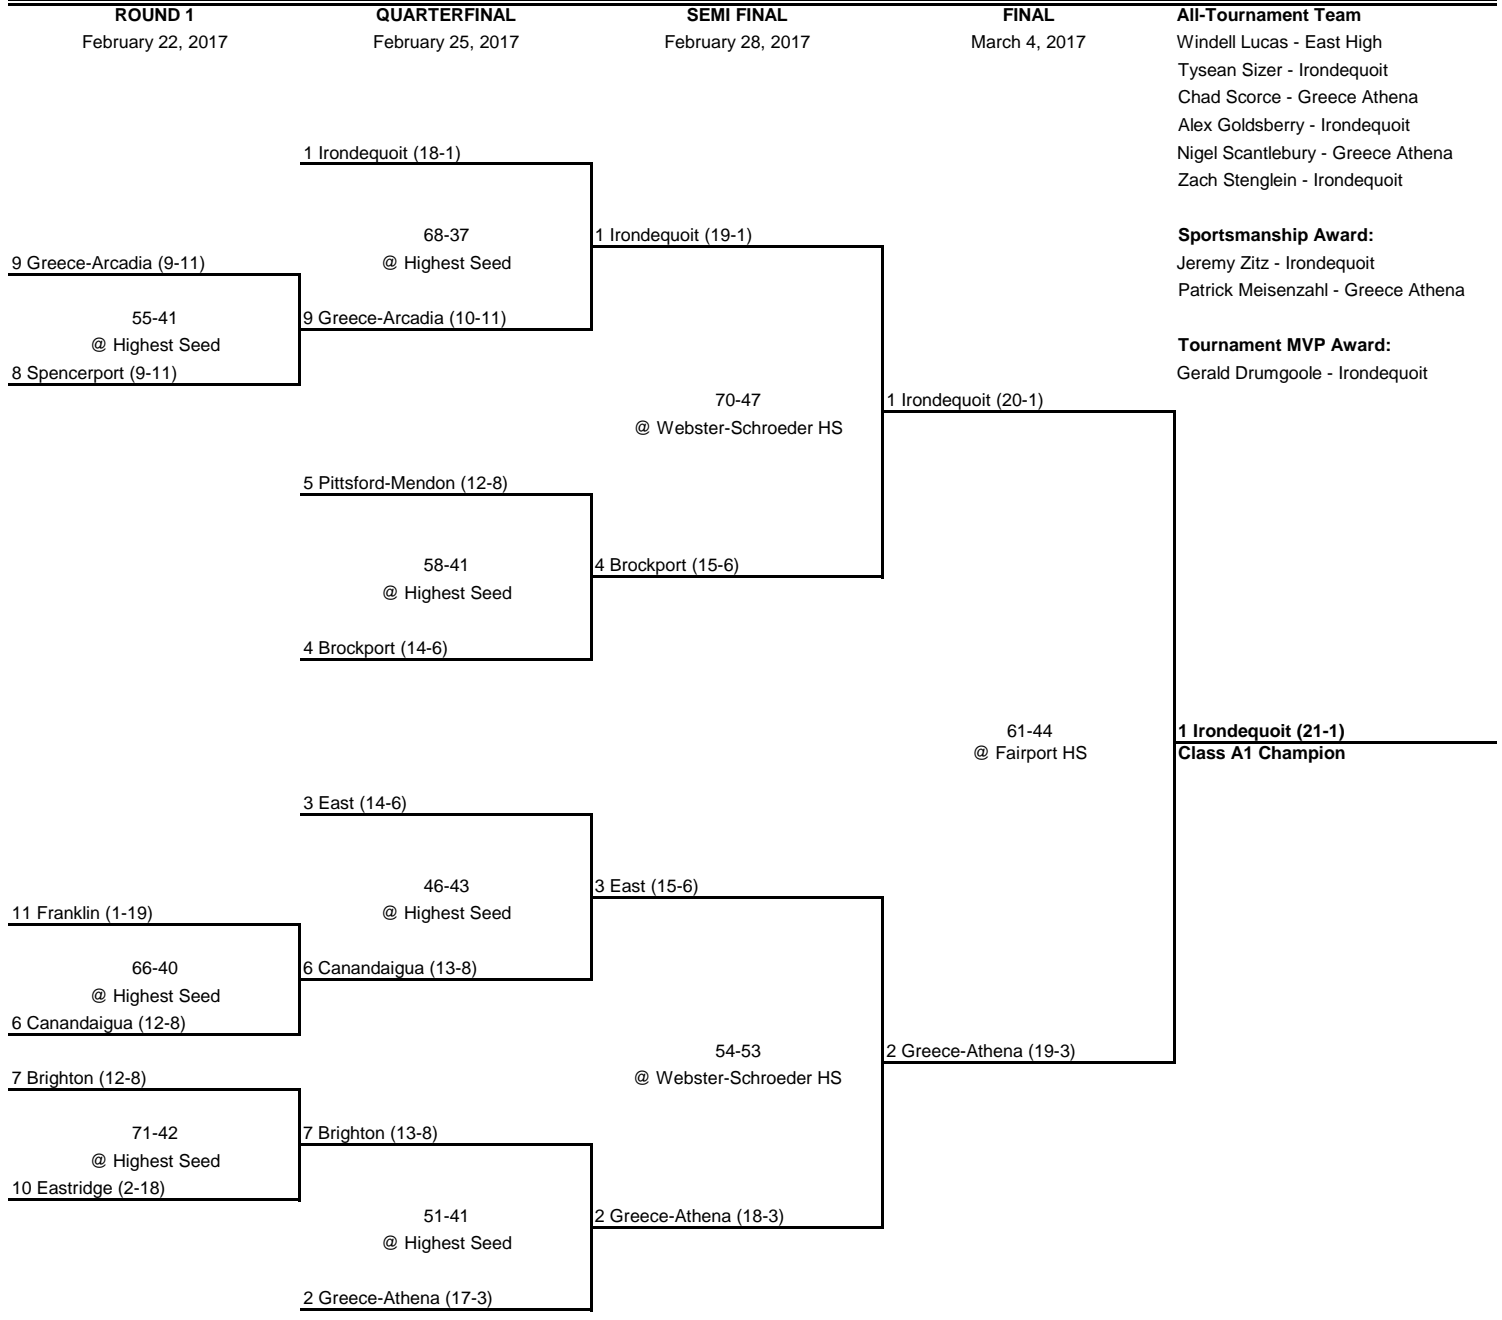 ROUND 1 QUARTERFINAL SEMI FINAL FINAL All-Tournament Team
February 22, 2017 February 25, 2017 February 28, 2017 March 4, 2017 Windell Lucas - East High
Tysean Sizer - Irondequoit
Chad Scorce - Greece Athena
Alex Goldsberry - Irondequoit
1 Irondequoit (18-1) Nigel Scantlebury - Greece Athena
Zach Stenglein - Irondequoit
68-37 1 Irondequoit (19-1) Sportsmanship Award:
9 Greece-Arcadia (9-11) @ Highest Seed Jeremy Zitz - Irondequoit
Patrick Meisenzahl - Greece Athena
55-41 9 Greece-Arcadia (10-11)
@ Highest Seed Tournament MVP Award:
8 Spencerport (9-11) Gerald Drumgoole - Irondequoit
70-47 1 Irondequoit (20-1)
@ Webster-Schroeder HS
5 Pittsford-Mendon (12-8)
58-41 4 Brockport (15-6)
@ Highest Seed
4 Brockport (14-6)
61-44 1 Irondequoit (21-1)
@ Fairport HS Class A1 Champion
3 East (14-6)
46-43 3 East (15-6)
11 Franklin (1-19) @ Highest Seed
66-40 6 Canandaigua (13-8)
@ Highest Seed
6 Canandaigua (12-8)
54-53 2 Greece-Athena (19-3)
7 Brighton (12-8) @ Webster-Schroeder HS
71-42 7 Brighton (13-8)
@ Highest Seed
10 Eastridge (2-18)
51-41 2 Greece-Athena (18-3)
@ Highest Seed
2 Greece-Athena (17-3)